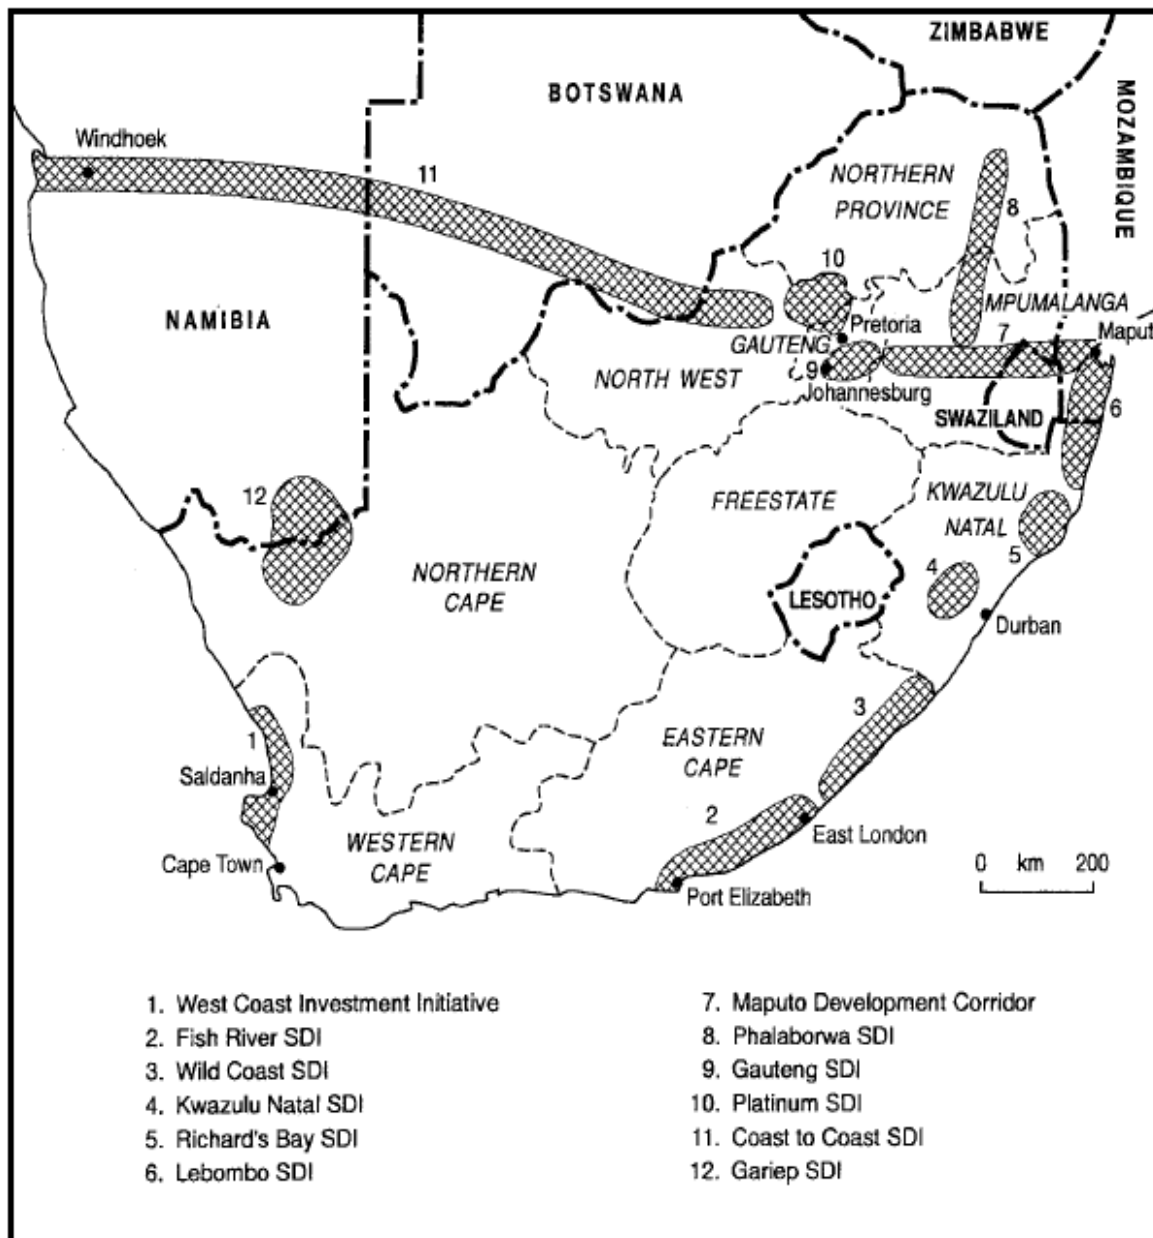 ZIMBABWE
BOTSWANA
MOZAMBIQUE
Windhoek
11
NORTHERN
PROVINCE
8
10
NAMIBIA
MPUMALANGA
Pretoria
7
Maput
GAUTENG
9
Johannesburg
NORTH WEST
SWAZILAND
6
12
FREESTATE
KWAZULU
NATAL
5
4
NORTHERN
CAPE
LESOTHO
Durban
3
1
EASTERN
CAPE
Saldanha
2
East London
WESTERN
CAPE
Cape Town
0 km 200
Port Elizabeth
1. West Coast Investment Initiative
2. Fish River SDI
3. Wild Coast SDI
4. Kwazulu Natal SDI
5. Richard's Bay SDI
6. Lebombo SDI
7. Maputo Development Corridor
8. Phalaborwa SDI
9. Gauteng SDI
10. Platinum SDI
11. Coast to Coast SDI
12. Gariep SDI